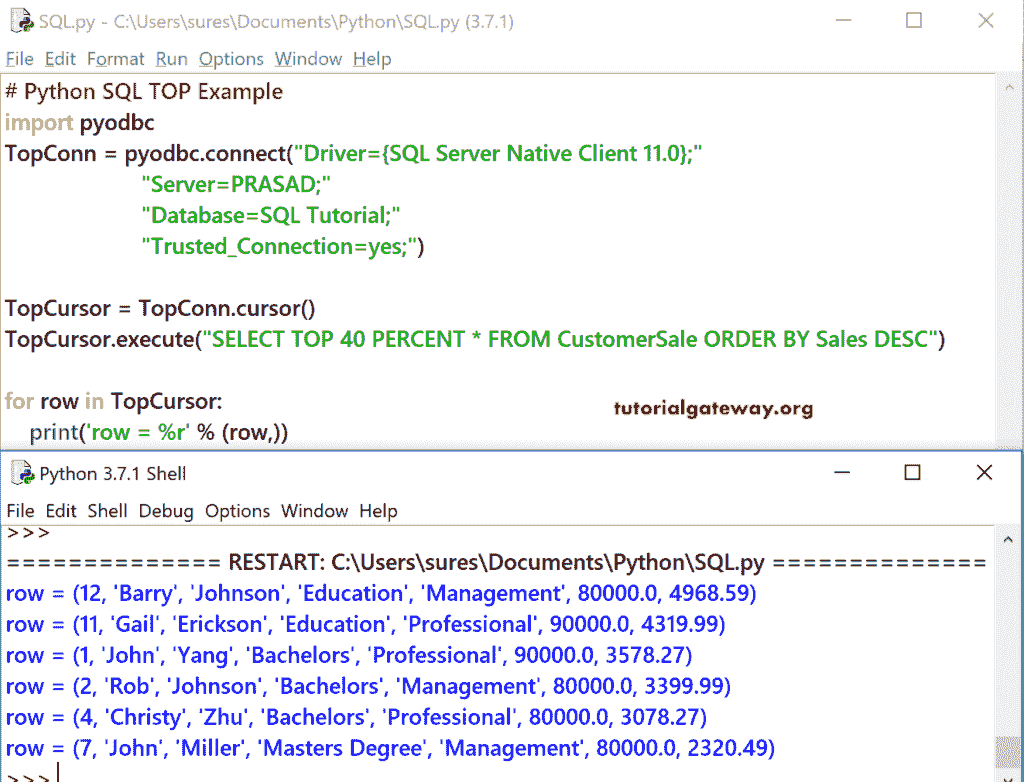 SQL.py - C:\Users\sures\Documents\Python\SQL.py (3.7.1)
File Edit Format Run Options Window Help
# Python SQL TOP Example
import pyodbc
TopConn = pyodbc.connect("Driver={SQL Server Native Client 11.0};"
"Server=PRASAD;"
"Database=SQL Tutorial;"
"Trusted_Connection=yes;")
TopCursor = TopConn.cursor()
TopCursor.execute("SELECT TOP 40 PERCENT * FROM CustomerSale ORDER BY Sales DESC")
for row in TopCursor:
tutorialgateway.org
print('row = %r' % (row,))
Python 3.7.1 Shell
File Edit Shell Debug Options Window Help
>>>
============== RESTART: C:\Users\sures\Documents\Python\SQL.py ==============
row = (12, 'Barry', 'Johnson', 'Education', 'Management', 80000.0, 4968.59)
row = (11, 'Gail', 'Erickson', 'Education', 'Professional', 90000.0, 4319.99)
row = (1, 'John', 'Yang', 'Bachelors', 'Professional', 90000.0, 3578.27)
row = (2, 'Rob', 'Johnson', 'Bachelors', 'Management', 80000.0, 3399.99)
row = (4, 'Christy', 'Zhu', 'Bachelors', 'Professional', 80000.0, 3078.27)
row = (7, 'John', 'Miller', 'Masters Degree', 'Management', 80000.0, 2320.49)
>>>